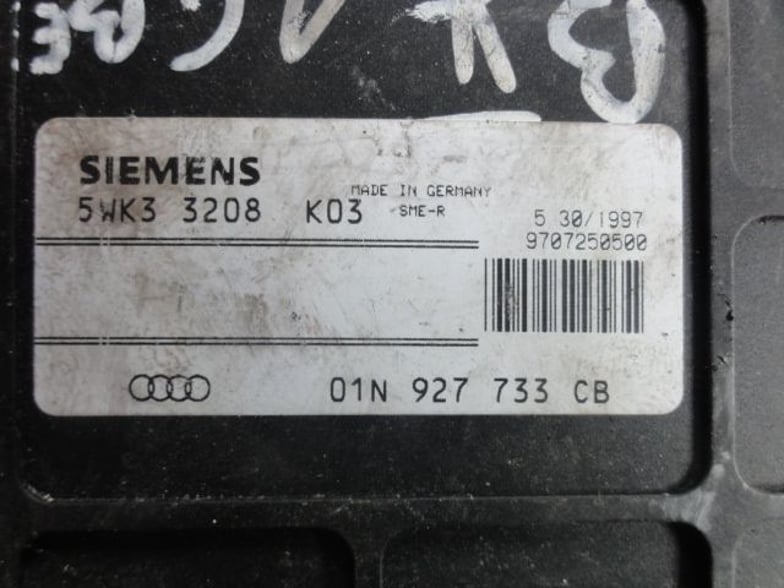 SIEMENS
MADE IN GERMANY
5WK3 3208 K03 SME-R
5 30/1997
9707250500
01N 927 733 CB